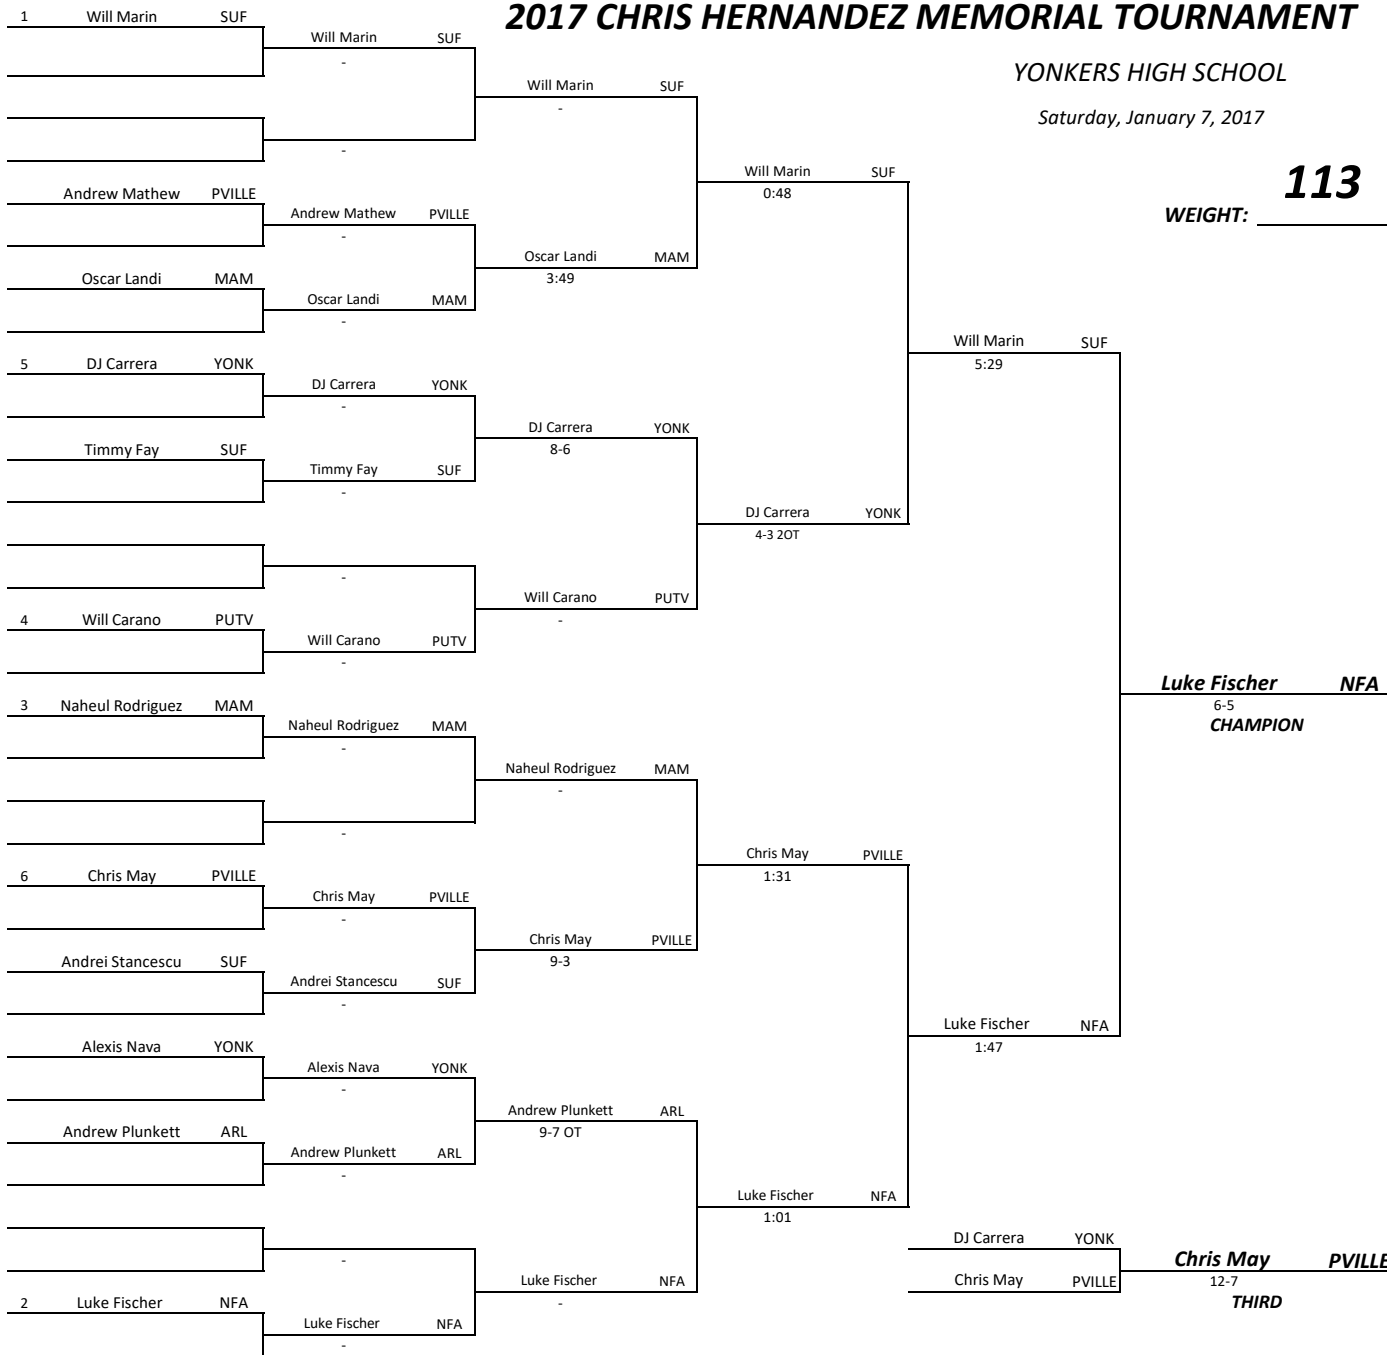 2017 CHRIS HERNANDEZ MEMORIAL TOURNAMENT
YONKERS HIGH SCHOOL
Saturday, January 7, 2017
113
WEIGHT:
1 Will Marin SUF
Andrew Mathew PVILLE
Oscar Landi MAM
5 DJ Carrera YONK
Timmy Fay SUF
4 Will Carano PUTV
3 Naheul Rodriguez MAM
6 Chris May PVILLE
Andrei Stancescu SUF
Alexis Nava YONK
Andrew Plunkett ARL
2 Luke Fischer NFA
Will Marin SUF
-
-
Andrew Mathew PVILLE
-
Oscar Landi MAM
-
DJ Carrera YONK
-
Timmy Fay SUF
-
-
Will Carano PUTV
-
Naheul Rodriguez MAM
-
-
Chris May PVILLE
-
Andrei Stancescu SUF
-
Alexis Nava YONK
-
Andrew Plunkett ARL
-
-
Luke Fischer NFA
-
Will Marin SUF
-
Oscar Landi MAM
3:49
DJ Carrera YONK
8-6
Will Carano PUTV
-
Naheul Rodriguez MAM
-
Chris May PVILLE
9-3
Andrew Plunkett ARL
9-7 OT
Luke Fischer NFA
-
Will Marin SUF
0:48
DJ Carrera YONK
4-3 2OT
Chris May PVILLE
1:31
Luke Fischer NFA
1:01
Will Marin SUF
5:29
Luke Fischer NFA
1:47
Luke Fischer NFA
6-5
CHAMPION
DJ Carrera YONK
Chris May PVILLE
Chris May PVILLE
12-7
THIRD